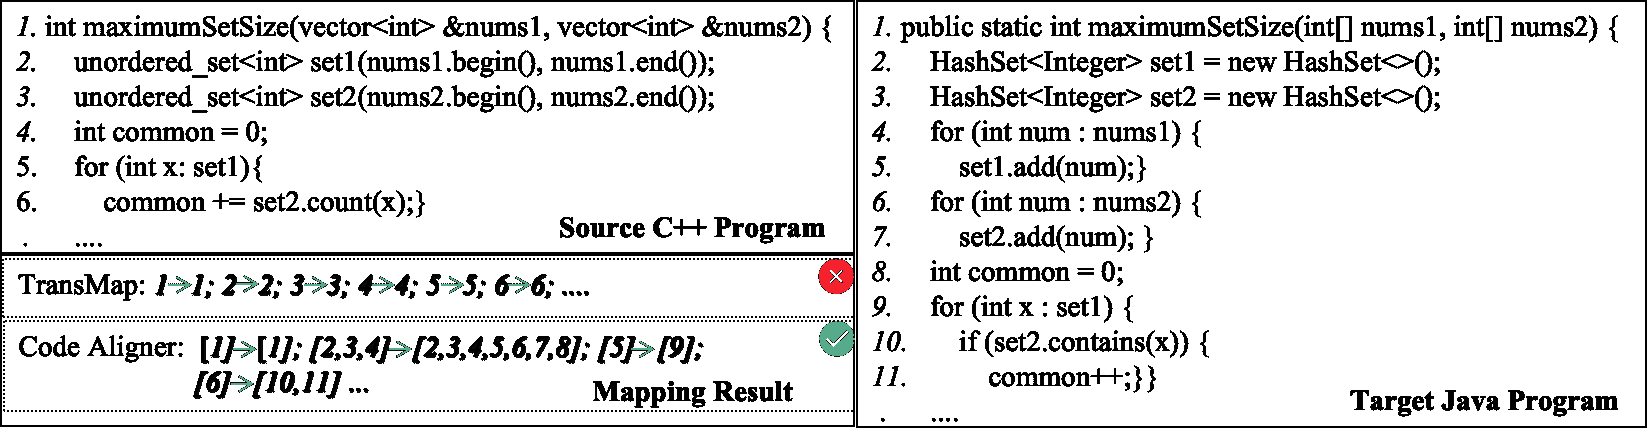 1. int maximumSetSize(vector<int> &nums1, vector<int> &nums2) {
2. unordered_set<int> set1(nums1.begin(), nums1.end());
3. unordered_set<int> set2(nums2.begin(), nums2.end());
4. int common = 0;
5. for (int x: set1){
6. common += set2.count(x);}
. ....
Source C++ Program
TransMap: 1→1; 2→2; 3→3; 4→4; 5→5; 6→6; ....
Code Aligner: [1]→[1]; [2,3,4]→[2,3,4,5,6,7,8]; [5]→[9];
[6]→[10,11] ...
Mapping Result
1. public static int maximumSetSize(int[] nums1, int[] nums2) {
2. HashSet<Integer> set1 = new HashSet<>();
3. HashSet<Integer> set2 = new HashSet<>();
4. for (int num : nums1) {
5. set1.add(num);}
6. for (int num : nums2) {
7. set2.add(num); }
8. int common = 0;
9. for (int x : set1) {
10. if (set2.contains(x)) {
11. common++;}}
. ....
Target Java Program